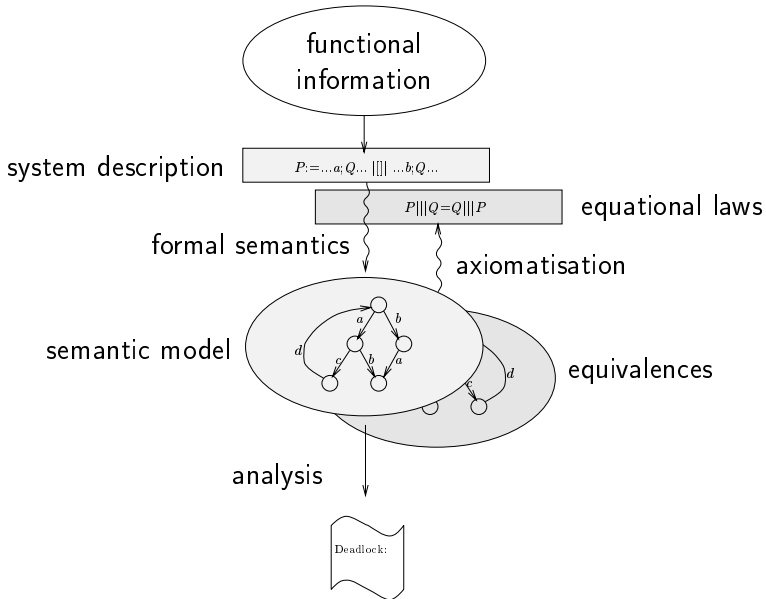 functional
information
system description
P:=...a;Q... |[]| ...b;Q...
P|||Q=Q|||P
equational laws
formal semantics
axiomatisation
a
b
d
c
b
a
semantic model
c
d
equivalences
analysis
Deadlock: